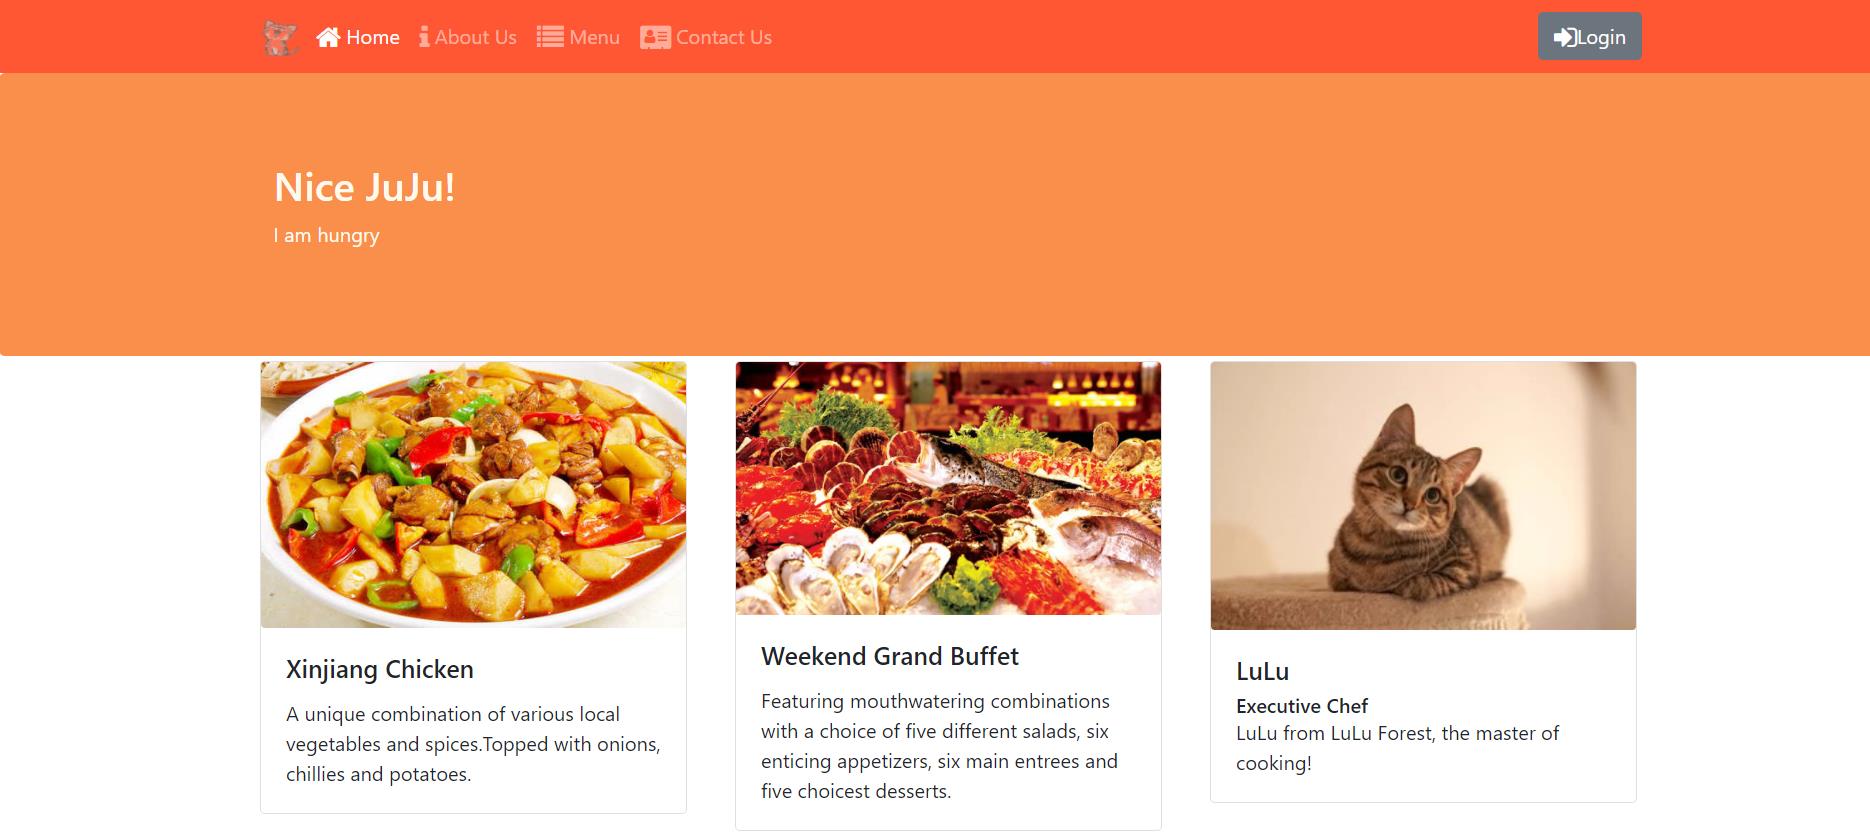 Home About Us Menu Contact Us Login
Nice JuJu!
I am hungry
Xinjiang Chicken
A unique combination of various local
vegetables and spices.Topped with onions,
chillies and potatoes.
Weekend Grand Buffet
Featuring mouthwatering combinations
with a choice of five different salads, six
enticing appetizers, six main entrees and
five choicest desserts.
LuLu
Executive Chef
LuLu from LuLu Forest, the master of
cooking!